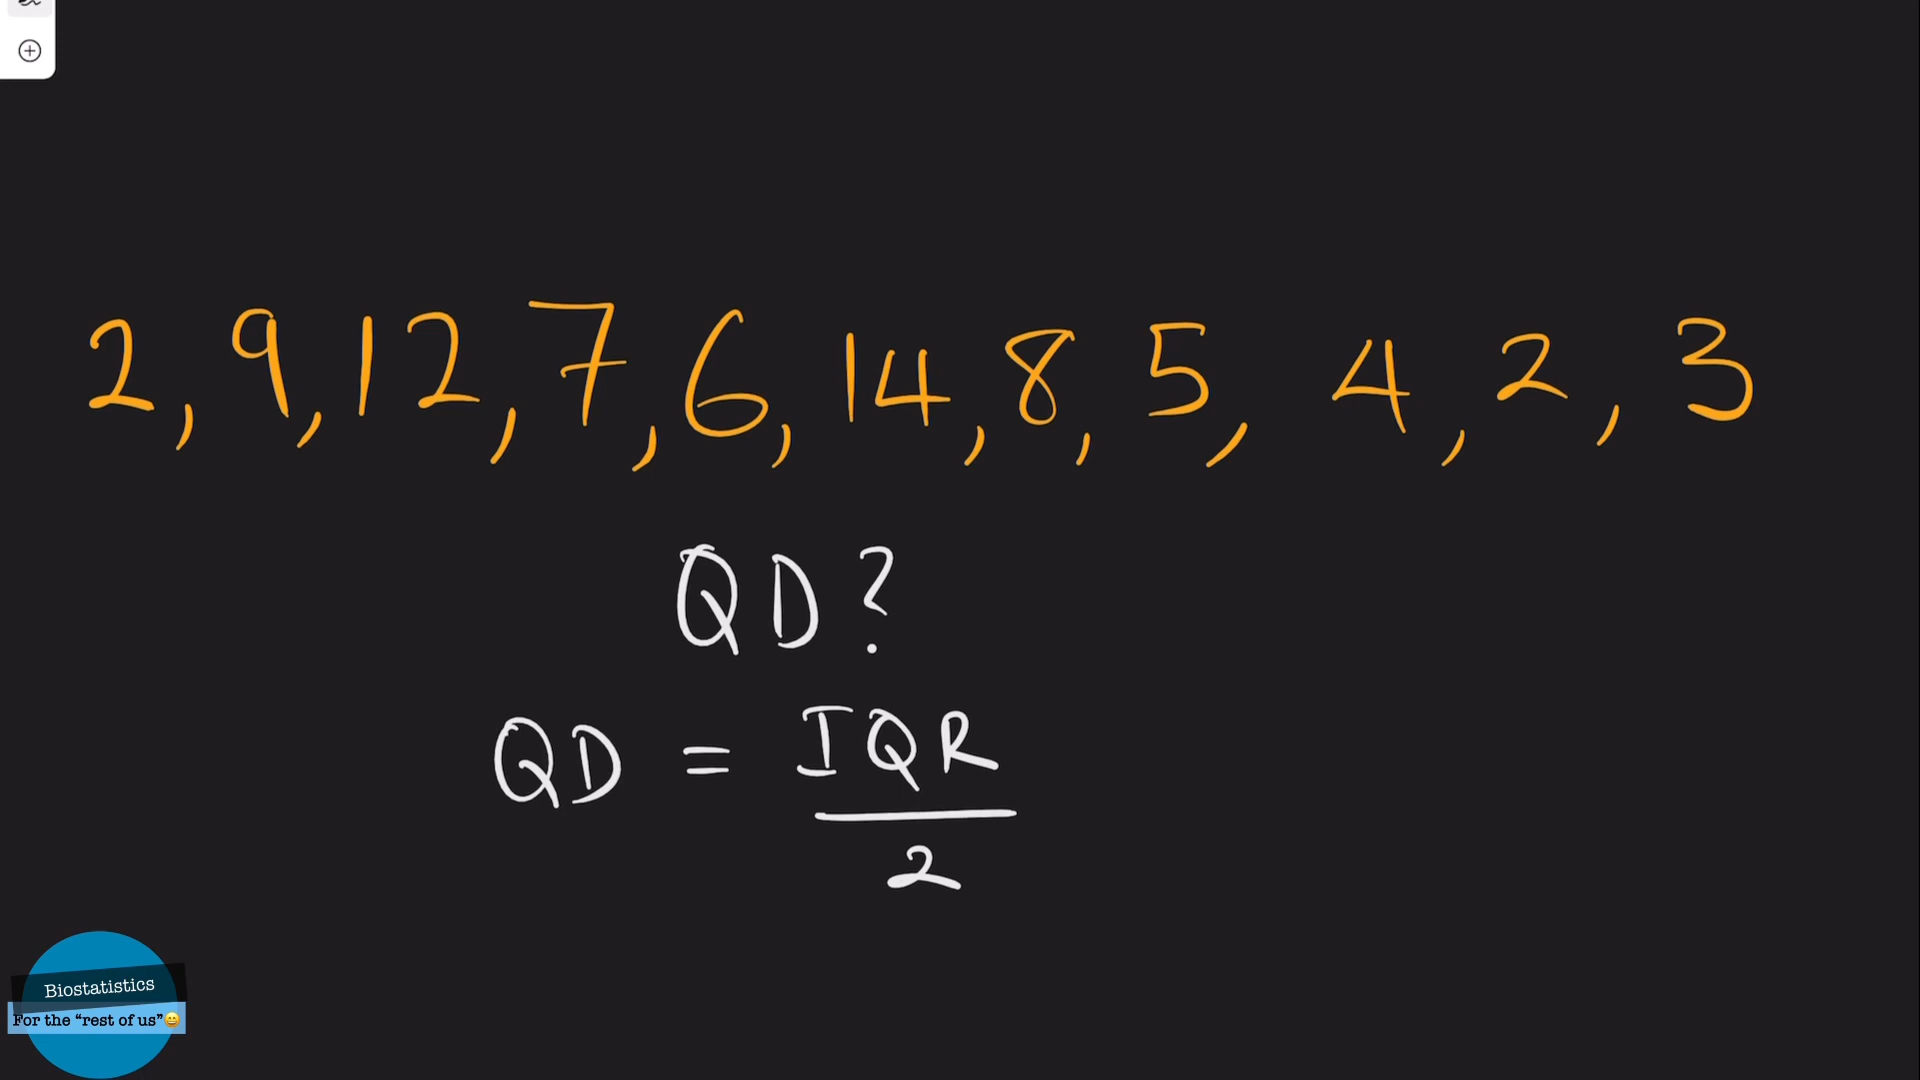 2, 9, 12, 7, 6, 14, 8, 5, 4, 2, 3
QD?
QD = IQR
2
Biostatistics
For the “rest of us”😄